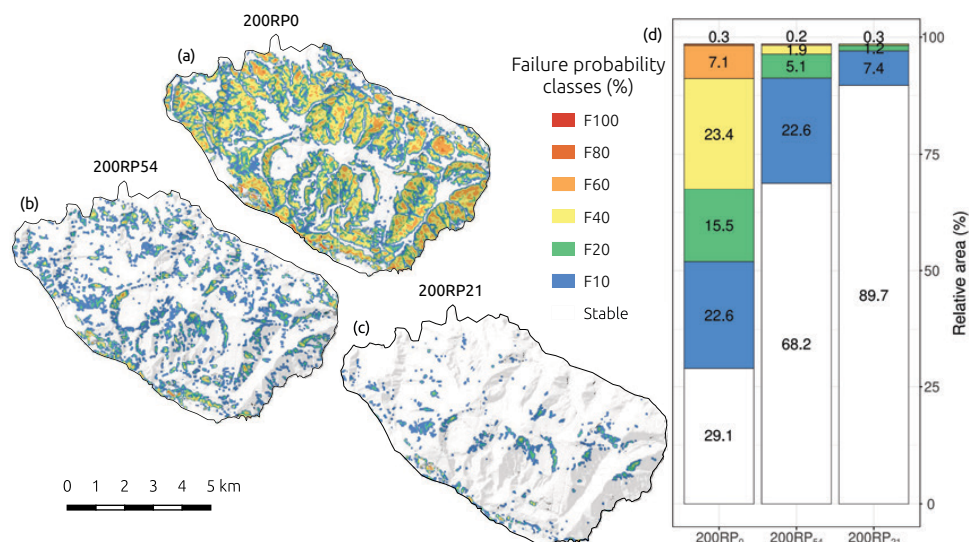 200RP0
(a)
Failure probability
classes (%)
F100
F80
F60
F40
F20
F10
Stable
200RP54
(b)
200RP21
(c)
0 1 2 3 4 5 km
(d)
0.3 0.2 0.3
7.1 1.9 1.2
23.4 5.1 7.4
15.5 22.6
22.6 68.2 89.7
29.1
100
75
50
25
0
Relative area (%)
200RP₀ 200RP₅₄ 200RP₂₁